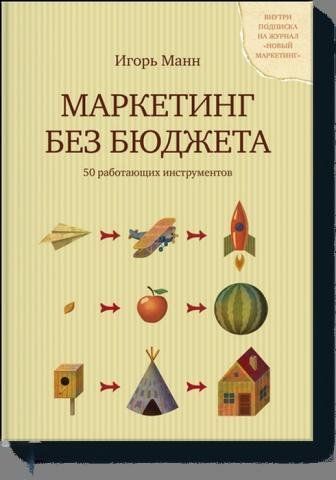 ВНУТРИ
ПОДПИСКА
НА ЖУРНАЛ
«НОВЫЙ
МАРКЕТИНГ»
Игорь Манн
МАРКЕТИНГ
БЕЗ БЮДЖЕТА
50 работающих инструментов